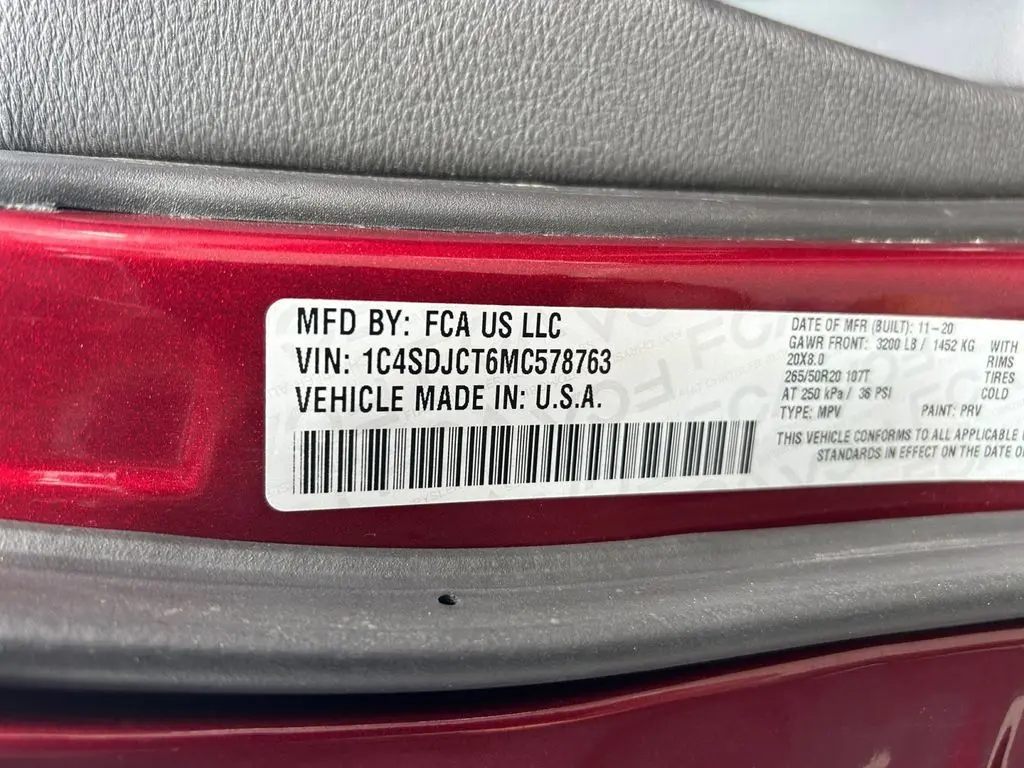 MFD BY: FCA US LLC
VIN: 1C4SDJCT6MC578763
VEHICLE MADE IN: U.S.A.
DATE OF MFR (BUILT): 11-20
GAWR FRONT: 3200 LB / 1452 KG WITH
20X8.0 RIMS
265/50R20 107T TIRES
AT 250 kPa / 36 PSI COLD
TYPE: MPV PAINT: PRV
THIS VEHICLE CONFORMS TO ALL APPLICABLE
STANDARDS IN EFFECT ON THE DATE OF